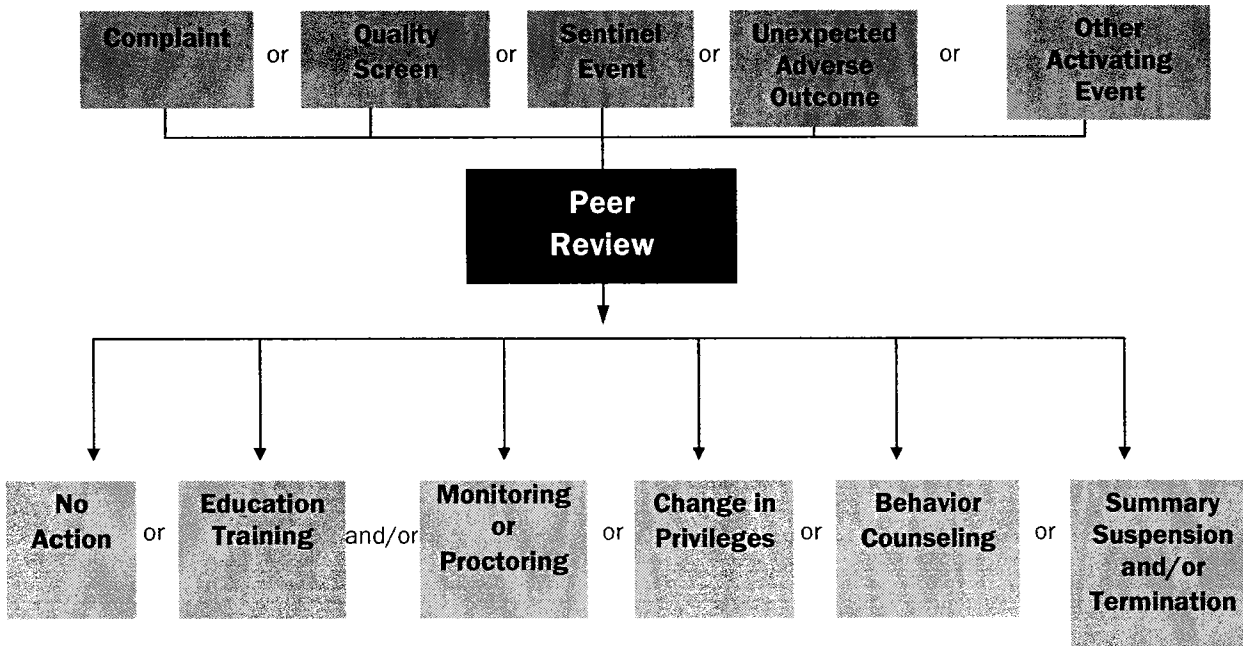 Complaint
or
Quality
Screen
or
Sentinel
Event
or
Unexpected
Adverse
Outcome
or
Other
Activating
Event
Peer
Review
No
Action
or
Education
Training
and/or
Monitoring
or
Proctoring
or
Change in
Privileges
or
Behavior
Counseling
or
Summary
Suspension
and/or
Termination